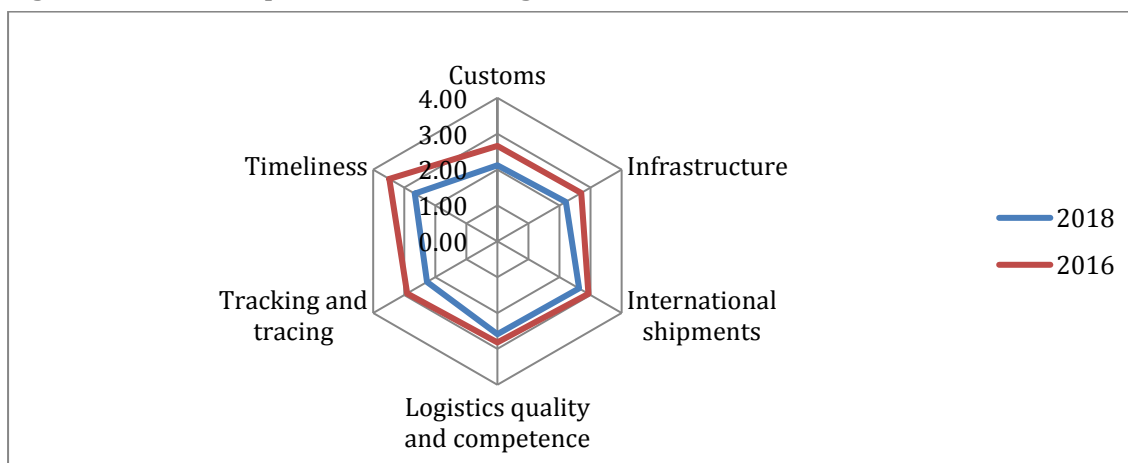 Customs
4.00
3.00
2.00
1.00
0.00
Timeliness
Infrastructure
Tracking and
tracing
International
shipments
Logistics quality
and competence
2018
2016